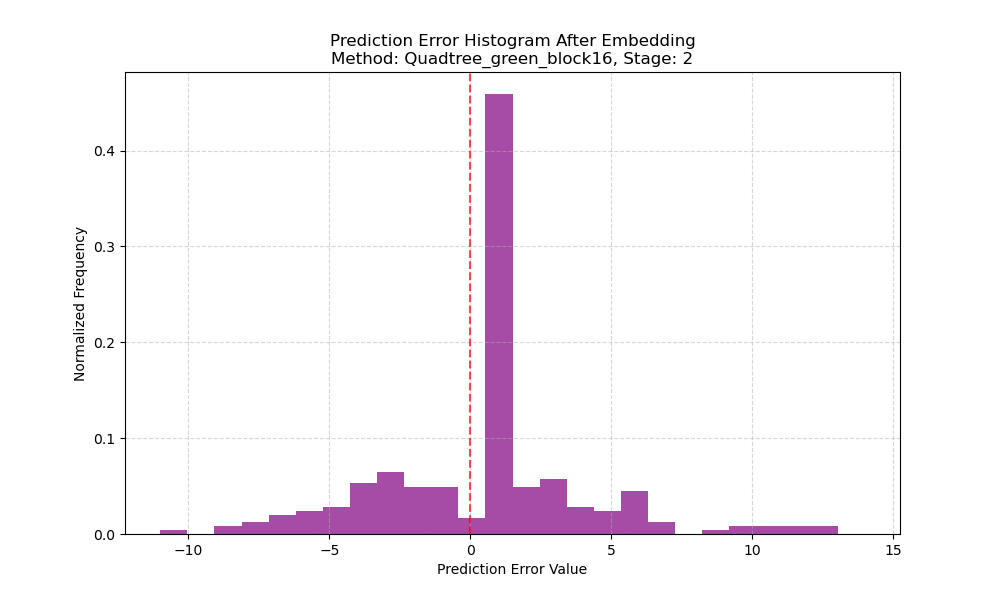 Prediction Error Histogram After Embedding
Method: Quadtree_green_block16, Stage: 2
Normalized Frequency
0.4
0.3
0.2
0.1
0.0
−10
−5
0
5
10
15
Prediction Error Value